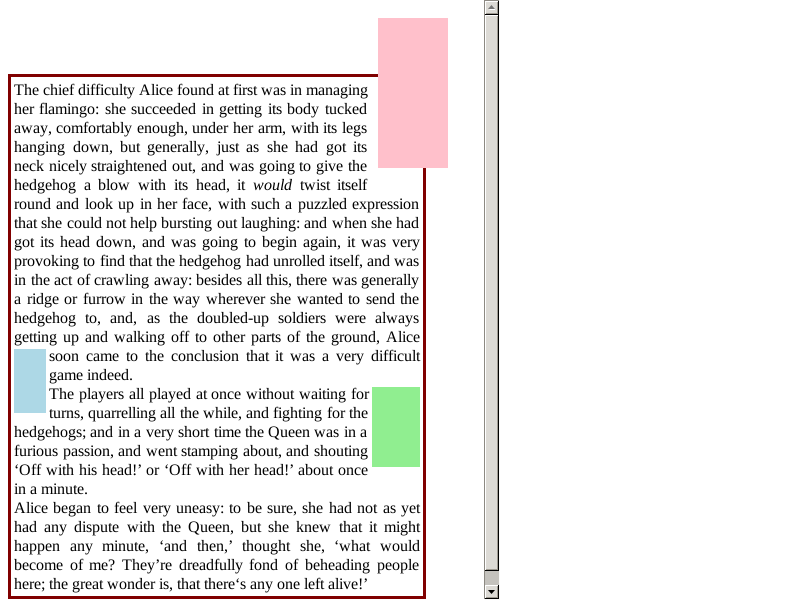 The chief difficulty Alice found at first was in managing
her flamingo: she succeeded in getting its body tucked
away, comfortably enough, under her arm, with its legs
hanging down, but generally, just as she had got its
neck nicely straightened out, and was going to give the
hedgehog a blow with its head, it would twist itself
round and look up in her face, with such a puzzled expression
that she could not help bursting out laughing: and when she had
got its head down, and was going to begin again, it was very
provoking to find that the hedgehog had unrolled itself, and was
in the act of crawling away: besides all this, there was generally
a ridge or furrow in the way wherever she wanted to send the
hedgehog to, and, as the doubled-up soldiers were always
getting up and walking off to other parts of the ground, Alice
soon came to the conclusion that it was a very difficult
game indeed.
The players all played at once without waiting for
turns, quarrelling all the while, and fighting for the
hedgehogs; and in a very short time the Queen was in a
furious passion, and went stamping about, and shouting
‘Off with his head!’ or ‘Off with her head!’ about once
in a minute.
Alice began to feel very uneasy: to be sure, she had not as yet
had any dispute with the Queen, but she knew that it might
happen any minute, ‘and then,’ thought she, ‘what would
become of me? They’re dreadfully fond of beheading people
here; the great wonder is, that there‘s any one left alive!’